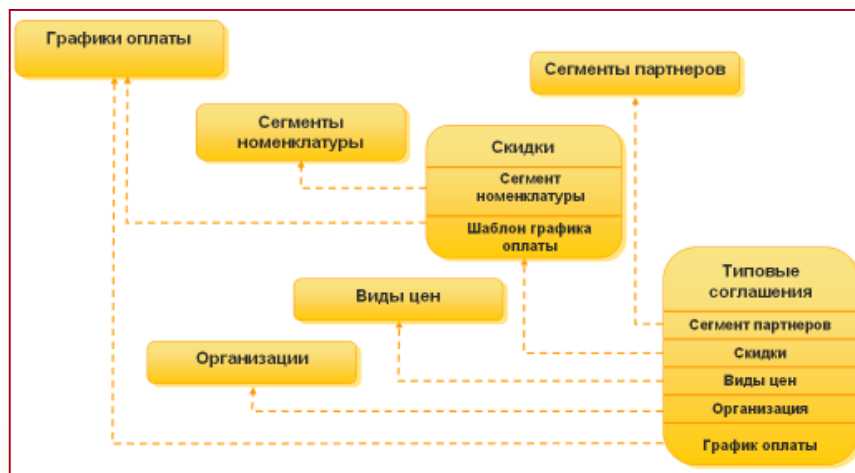 Графики оплаты
Сегменты партнеров
Сегменты
номенклатуры
Скидки
Сегмент
номенклатуры
Шаблон графика
оплаты
Виды цен
Организации
Типовые
соглашения
Сегмент партнеров
Скидки
Виды цен
Организация
График оплаты